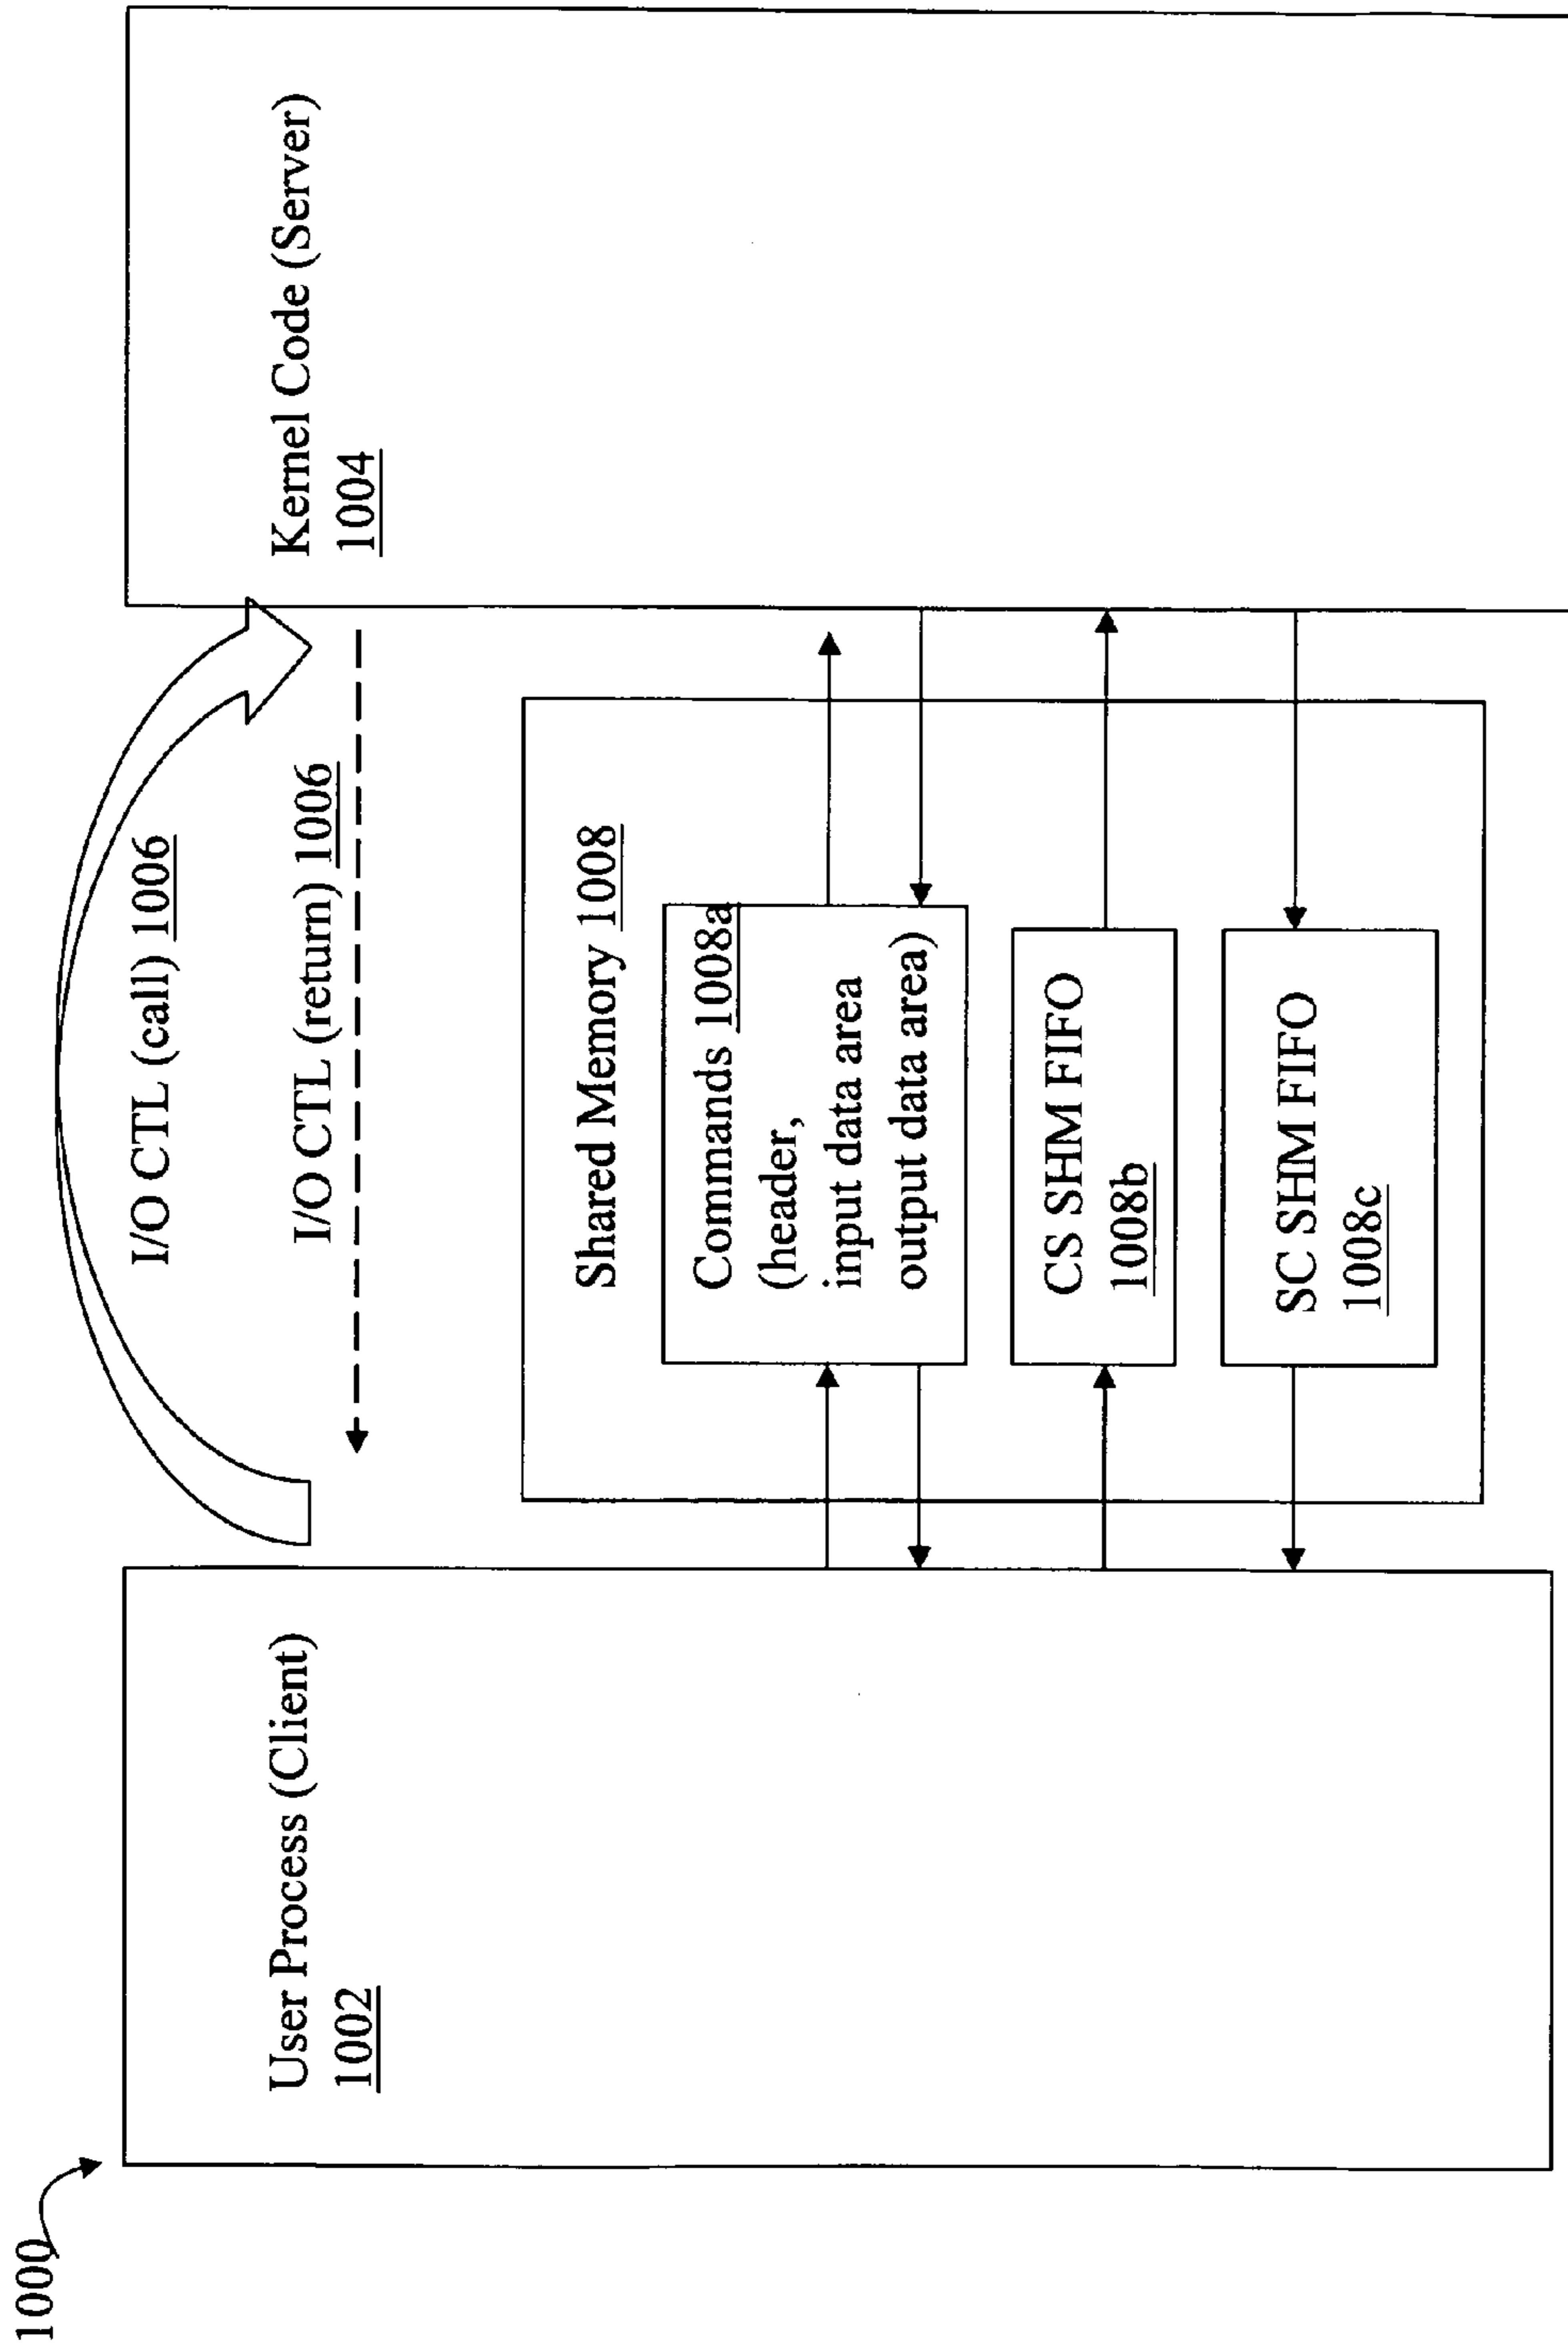 1000
User Process (Client)
1002
I/O CTL (call) 1006
I/O CTL (return) 1006
Shared Memory 1008
Commands 1008a
(header,
input data area
output data area)
CS SHM FIFO
1008b
SC SHM FIFO
1008c
Kernel Code (Server)
1004